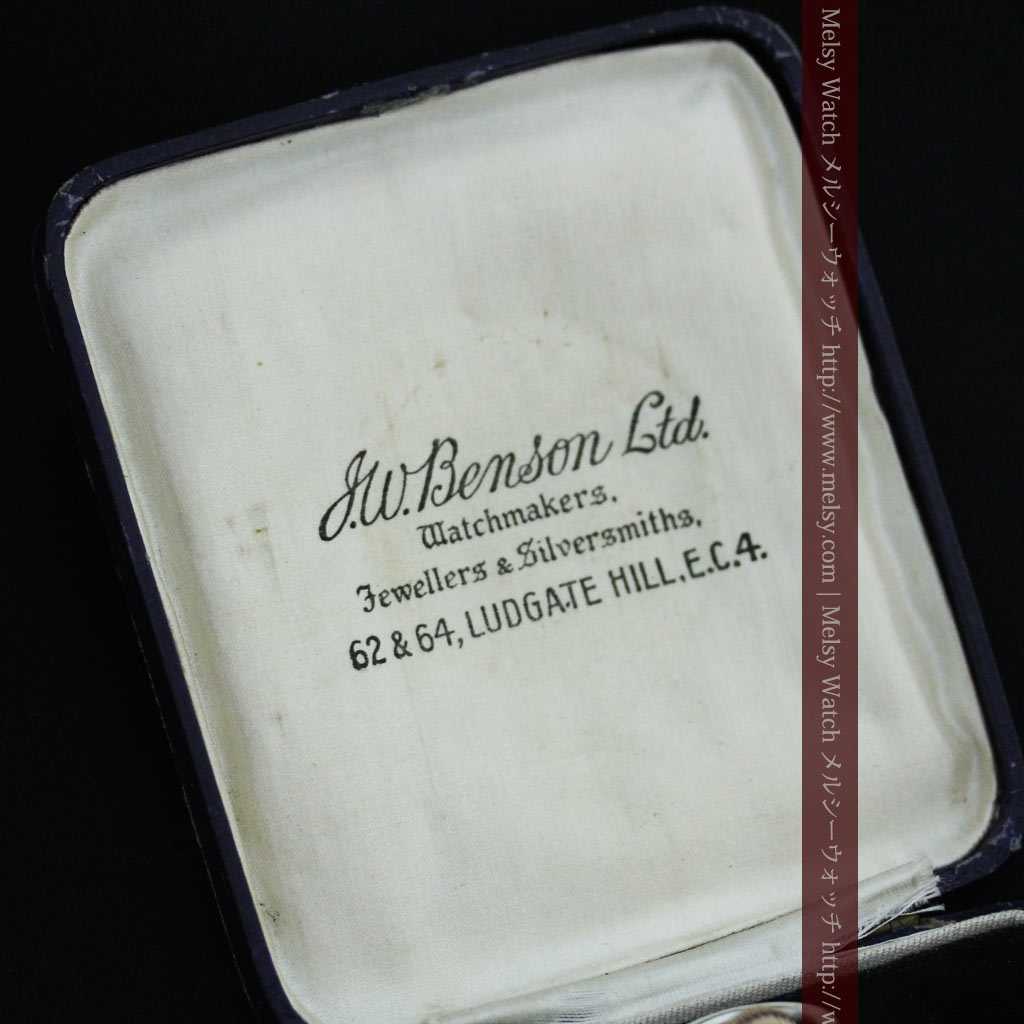 J.W.Benson Ltd.
Watchmakers,
Jewellers & Silversmiths,
62 & 64, LUDGATE HILL, E.C.4.
Melsy Watch メルシーウォッチ http://www.melsy.com | Melsy Watch メルシーウォッチ http://w